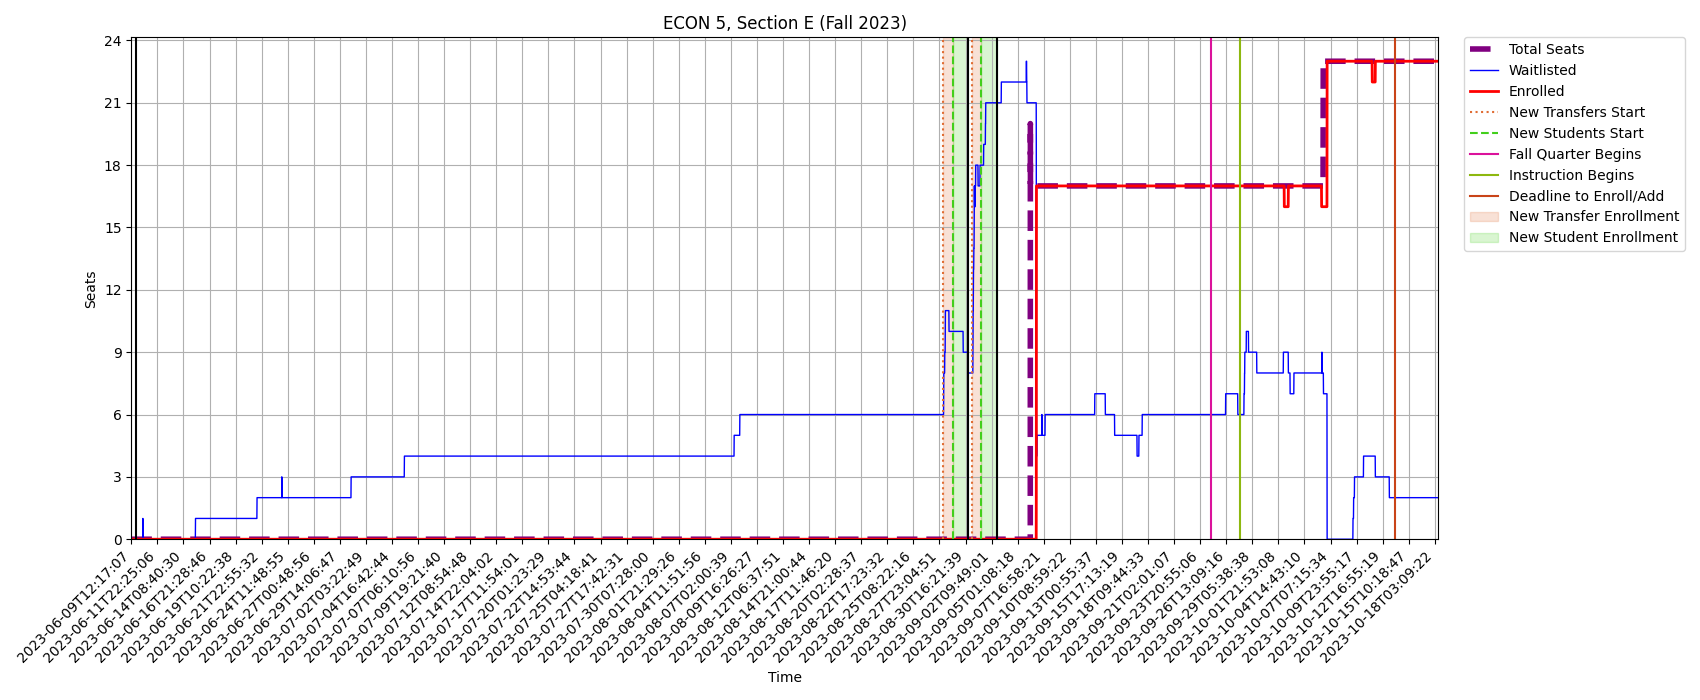 ECON 5, Section E (Fall 2023)
Seats
24
21
18
15
12
9
6
3
0
2023-06-09T12:17:07
2023-06-11T22:25:06
2023-06-14T08:40:30
2023-06-16T21:28:46
2023-06-19T10:22:38
2023-06-21T22:55:32
2023-06-24T11:48:55
2023-06-27T00:48:56
2023-06-29T14:06:47
2023-07-02T03:22:49
2023-07-04T16:42:44
2023-07-07T06:10:56
2023-07-09T19:21:40
2023-07-12T08:54:48
2023-07-14T22:04:02
2023-07-17T11:54:01
2023-07-20T01:23:29
2023-07-22T14:53:44
2023-07-25T04:18:41
2023-07-27T17:42:31
2023-07-30T07:28:00
2023-08-01T21:29:26
2023-08-04T11:51:56
2023-08-07T02:00:39
2023-08-09T16:26:27
2023-08-12T06:37:51
2023-08-14T21:00:44
2023-08-17T11:46:20
2023-08-20T02:28:37
2023-08-22T17:23:32
2023-08-25T08:22:16
2023-08-27T23:04:51
2023-08-30T16:21:39
2023-09-02T09:49:01
2023-09-05T01:08:18
2023-09-07T16:58:21
2023-09-10T08:59:22
2023-09-13T00:55:37
2023-09-15T17:13:19
2023-09-18T09:44:33
2023-09-21T02:01:07
2023-09-23T20:55:06
2023-09-26T13:09:16
2023-09-29T05:38:38
2023-10-01T21:53:08
2023-10-04T14:43:10
2023-10-07T07:15:34
2023-10-09T23:55:17
2023-10-12T16:55:19
2023-10-15T10:18:47
2023-10-18T03:09:22
Time
Total Seats
Waitlisted
Enrolled
New Transfers Start
New Students Start
Fall Quarter Begins
Instruction Begins
Deadline to Enroll/Add
New Transfer Enrollment
New Student Enrollment